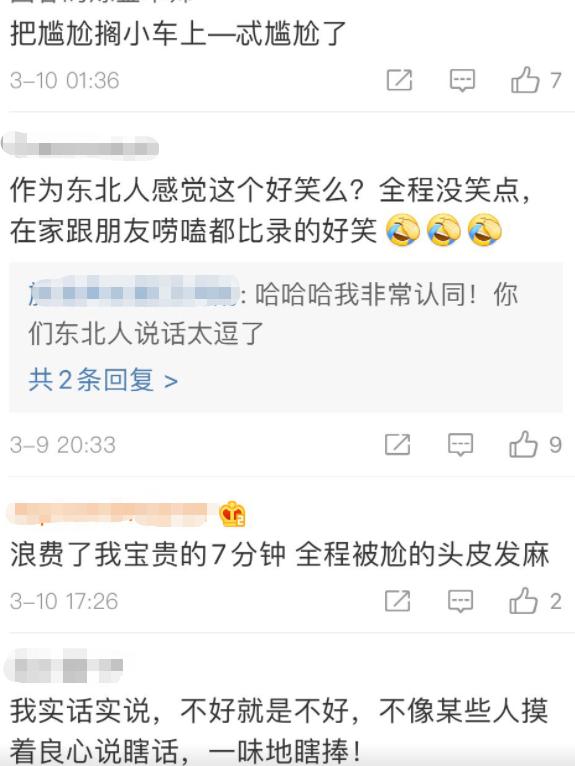 把尴尬搁小车上—忒尴尬了
3-10 01:36
7
作为东北人感觉这个好笑么？全程没笑点，
在家跟朋友唠嗑都比录的好笑
: 哈哈哈我非常认同！你
们东北人说话太逗了
共2条回复 >
3-9 20:33
9
浪费了我宝贵的7分钟 全程被尬的头皮发麻
3-10 17:26
2
我实话实说，不好就是不好，不像某些人摸
着良心说瞎话，一味地瞎捧！